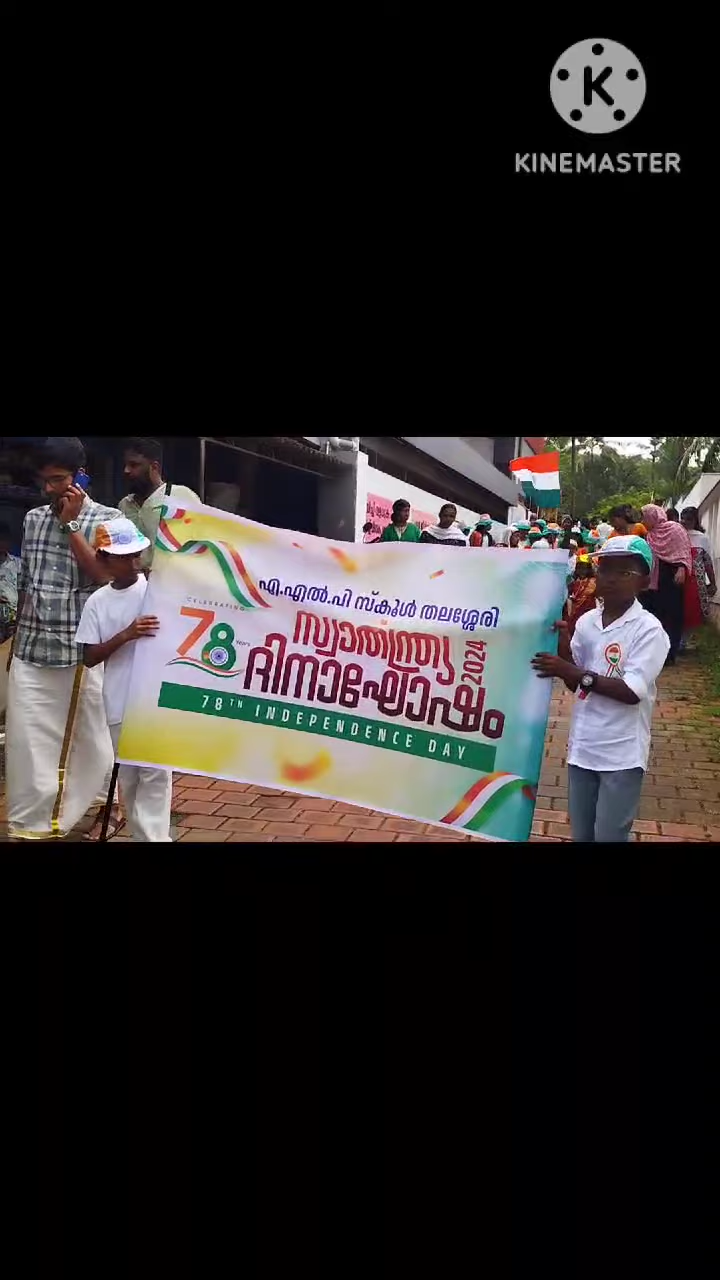 KINEMASTER
എ.എൽ.പി സ്കൂൾ തലശ്ശേരി
CELEBRATING
78 YEARS
സ്വാതന്ത്ര്യ
ദിനാഘോഷം
2024
78TH INDEPENDENCE DAY